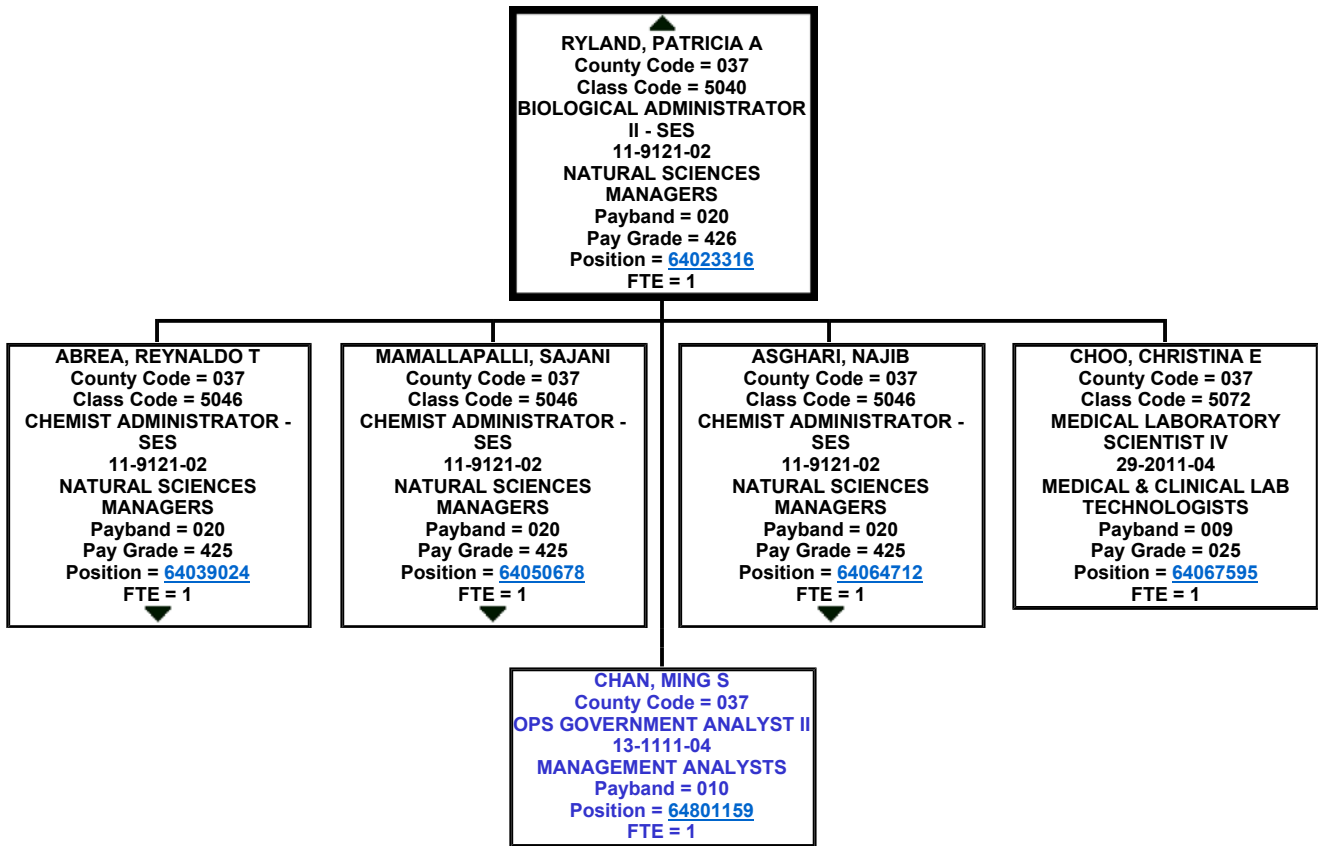 RYLAND, PATRICIA A
County Code = 037
Class Code = 5040
BIOLOGICAL ADMINISTRATOR
II - SES
11-9121-02
NATURAL SCIENCES
MANAGERS
Payband = 020
Pay Grade = 426
Position = 64023316
FTE = 1
ABREA, REYNALDO T
County Code = 037
Class Code = 5046
CHEMIST ADMINISTRATOR -
SES
11-9121-02
NATURAL SCIENCES
MANAGERS
Payband = 020
Pay Grade = 425
Position = 64039024
FTE = 1
MAMALLAPALLI, SAJANI
County Code = 037
Class Code = 5046
CHEMIST ADMINISTRATOR -
SES
11-9121-02
NATURAL SCIENCES
MANAGERS
Payband = 020
Pay Grade = 425
Position = 64050678
FTE = 1
ASGHARI, NAJIB
County Code = 037
Class Code = 5046
CHEMIST ADMINISTRATOR -
SES
11-9121-02
NATURAL SCIENCES
MANAGERS
Payband = 020
Pay Grade = 425
Position = 64064712
FTE = 1
CHOO, CHRISTINA E
County Code = 037
Class Code = 5072
MEDICAL LABORATORY
SCIENTIST IV
29-2011-04
MEDICAL & CLINICAL LAB
TECHNOLOGISTS
Payband = 009
Pay Grade = 025
Position = 64067595
FTE = 1
CHAN, MING S
County Code = 037
OPS GOVERNMENT ANALYST II
13-1111-04
MANAGEMENT ANALYSTS
Payband = 010
Position = 64801159
FTE = 1